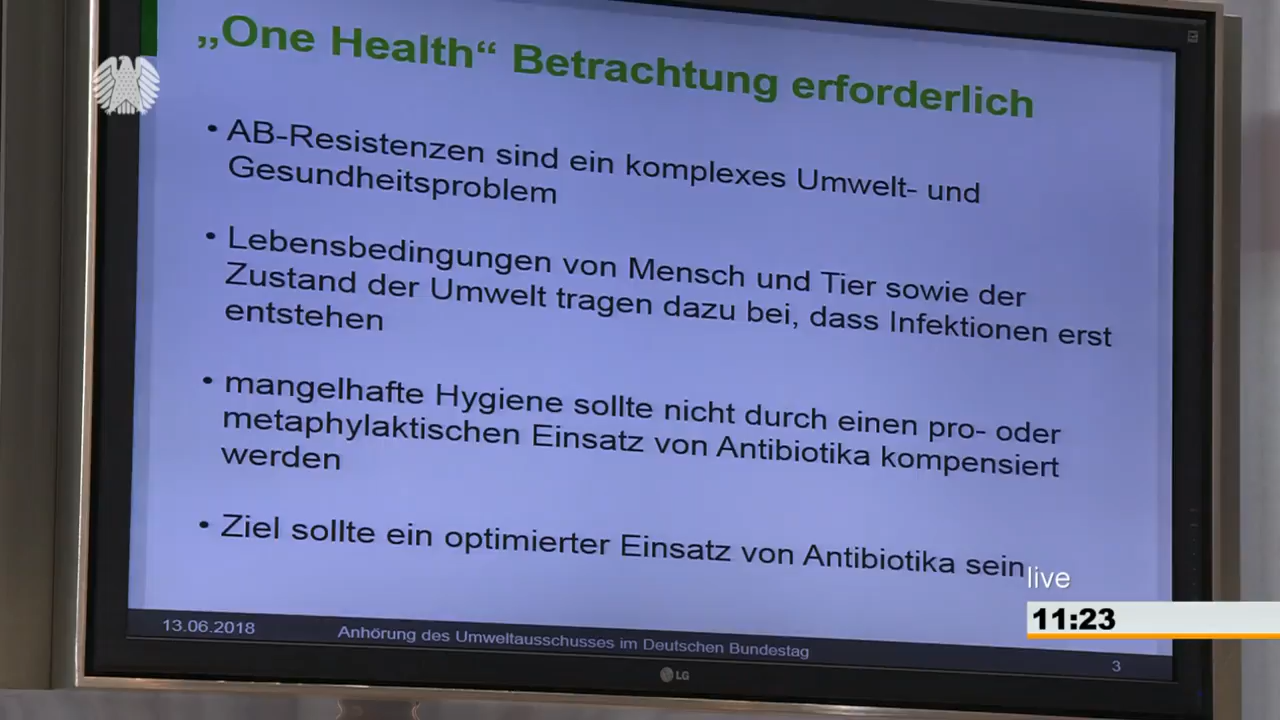 „One Health“ Betrachtung erforderlich
• AB-Resistenzen sind ein komplexes Umwelt- und
Gesundheitsproblem
• Lebensbedingungen von Mensch und Tier sowie der
Zustand der Umwelt tragen dazu bei, dass Infektionen erst
entstehen
• mangelhafte Hygiene sollte nicht durch einen pro- oder
metaphylaktischen Einsatz von Antibiotika kompensiert
werden
• Ziel sollte ein optimierter Einsatz von Antibiotika sein
live
11:23
13.06.2018 Anhörung des Umweltausschusses im Deutschen Bundestag 3
LG